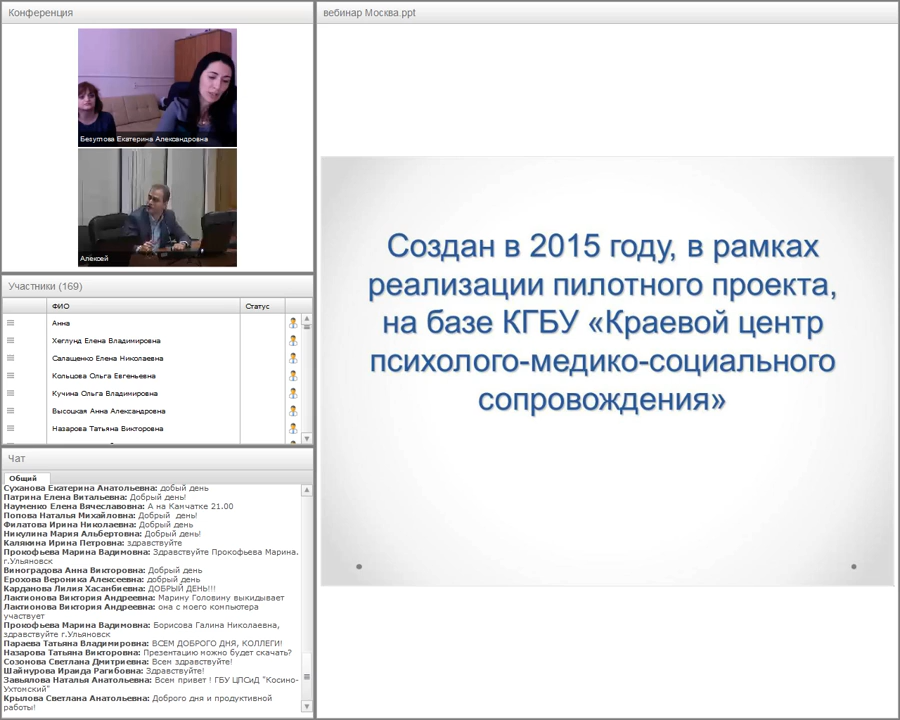 Конференция
Безуглова Екатерина Александровна
Алексей
Участники (169)
ФИО Статус
Анна
Хеглунд Елена Владимировна
Салащенко Елена Николаевна
Кольцова Ольга Евгеньевна
Кучина Ольга Владимировна
Высоцкая Анна Александровна
Назарова Татьяна Викторовна
Чат
Общий
Суханова Екатерина Анатольевна: добый день
Патрина Елена Витальевна: Добрый день!
Науменко Елена Вячеславовна: А на Камчатке 21.00
Попова Наталья Михайловна: Добрый день!
Филатова Ирина Николаевна: Добрый день
Никулина Мария Альбертовна: Добрый день!
Калякина Ирина Петровна: здравствуйте
Прокофьева Марина Вадимовна: Здравствуйте Прокофьева Марина.
г.Ульяновск
Виноградова Анна Викторовна: Добрый день
Ерохова Вероника Алексеевна: добрый день
Карданова Лилия Хасанбиевна: ДОБРЫЙ ДЕНЬ!!!
Лактионова Виктория Андреевна: Марину Головину выкидывает
Лактионова Виктория Андреевна: она с моего компьютера
участвует
Прокофьева Марина Вадимовна: Борисова Галина Николаевна,
здравствуйте г.Ульяновск
Параева Татьяна Владимировна: ВСЕМ ДОБРОГО ДНЯ, КОЛЛЕГИ!
Назарова Татьяна Викторовна: Презентацию можно будет скачать?
Созонова Светлана Дмитриевна: Всем здравствуйте!
Шайнурова Ираида Рагибовна: Здравствуйте!
Завьялова Наталья Анатольевна: Всем привет ! ГБУ ЦПСиД "Косино-
Ухтомский"
Крылова Светлана Анатольевна: Доброго дня и продуктивной
работы!
вебинар Москва.ppt
Создан в 2015 году, в рамках
реализации пилотного проекта,
на базе КГБУ «Краевой центр
психолого-медико-социального
сопровождения»